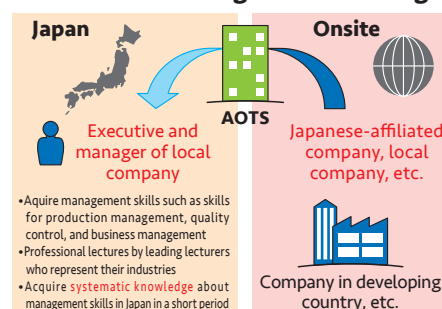 Japan
Onsite
AOTS
Executive and
manager of local
company
•Aquire management skills such as skills
for production management, quality
control, and business management
•Professional lectures by leading lecturers
who represent their industries
•Acquire systematic knowledge about
management skills in Japan in a short period
Japanese-affiliated
company, local
company, etc.
Company in developing
country, etc.